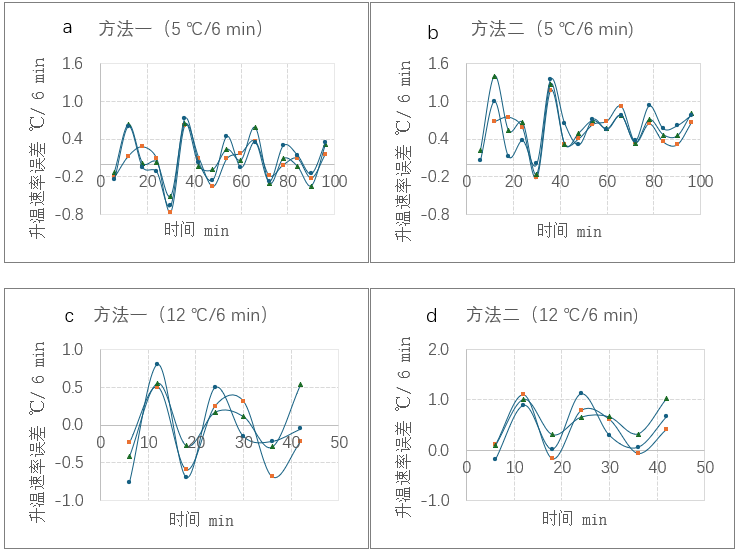 a 方法一（5 ℃/6 min）
升温速率误差 ℃/ 6 min
1.6
1.0
0.4
-0.2
-0.8
0 20 40 60 80 100
时间 min
b 方法二（5 ℃/6 min)
升温速率误差 ℃/ 6 min
1.6
1.0
0.4
-0.2
-0.8
0 20 40 60 80 100
时间 min
c 方法一（12 ℃/6 min）
升温速率误差 ℃/ 6 min
1.0
0.5
0.0
-0.5
-1.0
0 10 20 30 40 50
时间 min
d 方法二（12 ℃/6 min)
升温速率误差 ℃/ 6 min
2.0
1.0
0.0
-1.0
0 10 20 30 40 50
时间 min